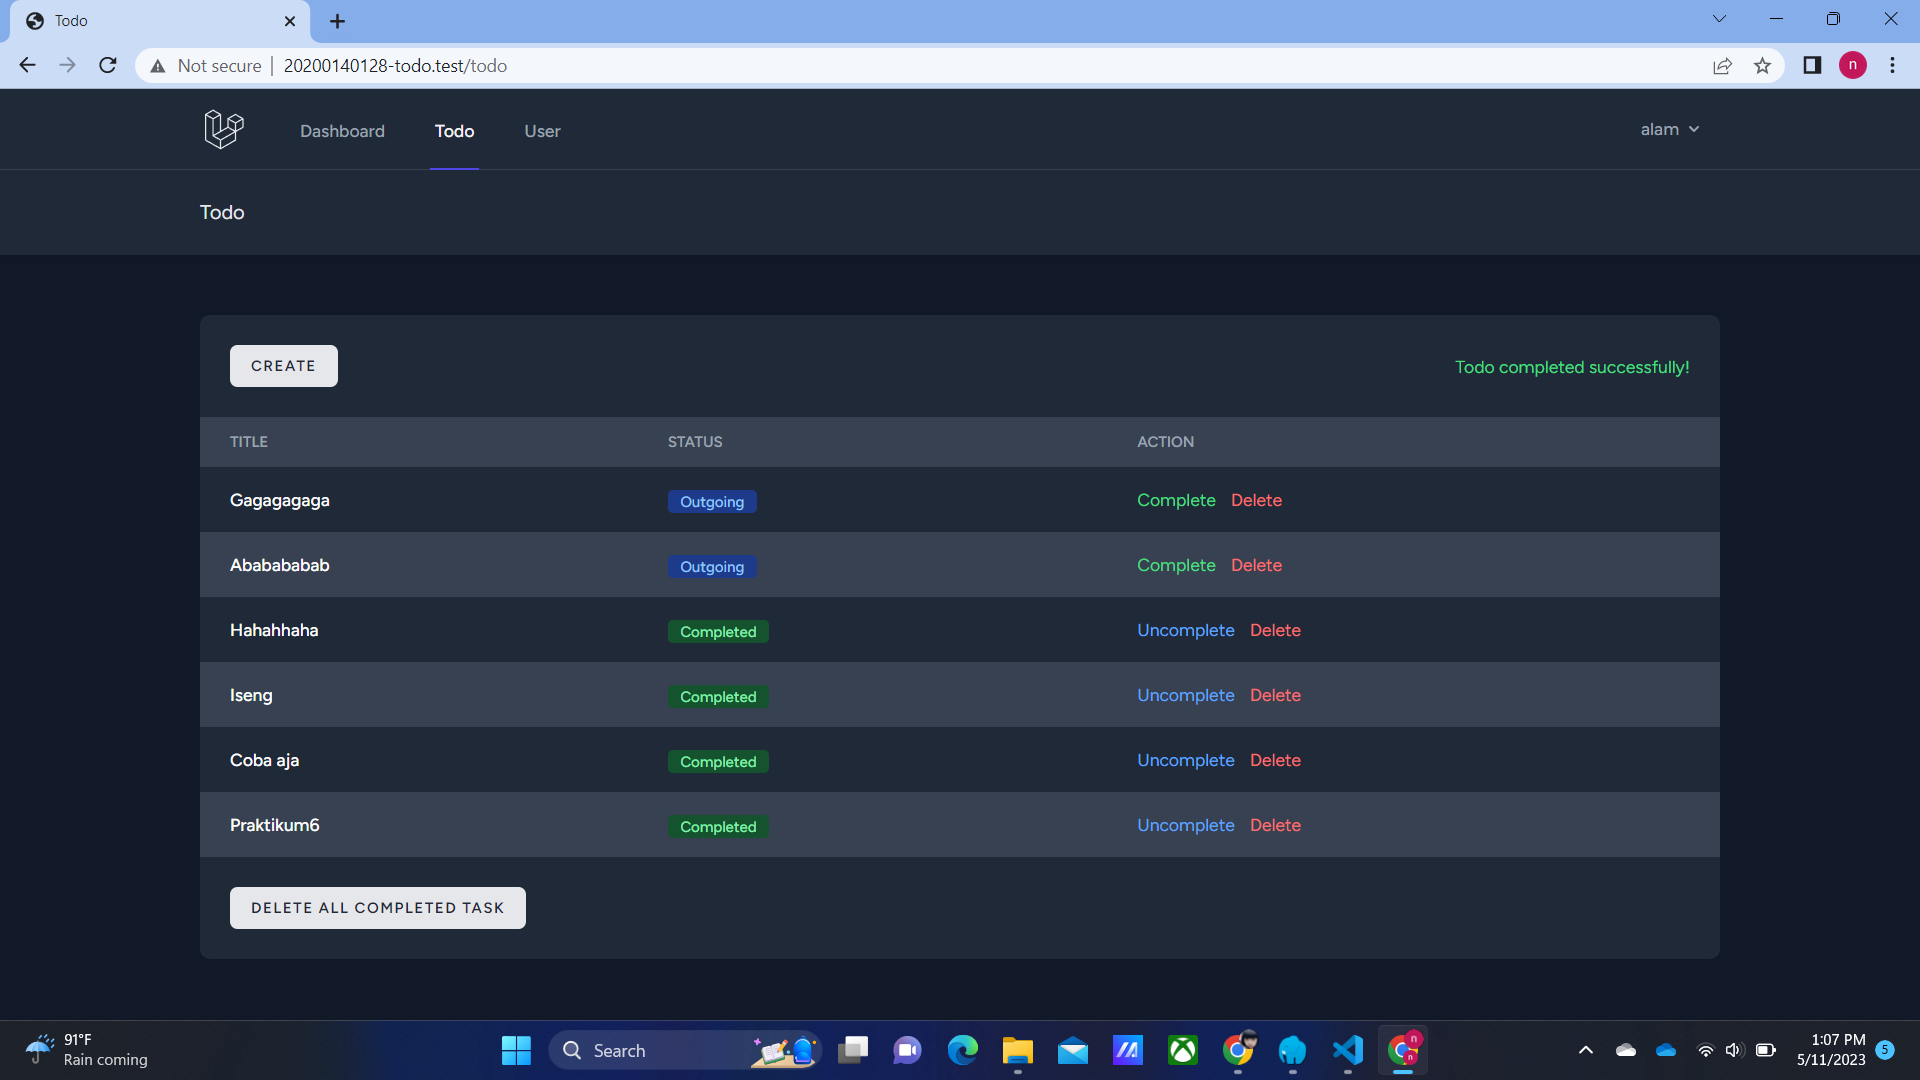 Todo
Not secure 20200140128-todo.test/todo
n
Dashboard Todo User alam
Todo
CREATE Todo completed successfully!
TITLE STATUS ACTION
Gagagagaga Outgoing Complete Delete
Ababababab Outgoing Complete Delete
Hahahhaha Completed Uncomplete Delete
Iseng Completed Uncomplete Delete
Coba aja Completed Uncomplete Delete
Praktikum6 Completed Uncomplete Delete
DELETE ALL COMPLETED TASK
91°F
Rain coming
Search
n
n
1:07 PM
5/11/2023
5